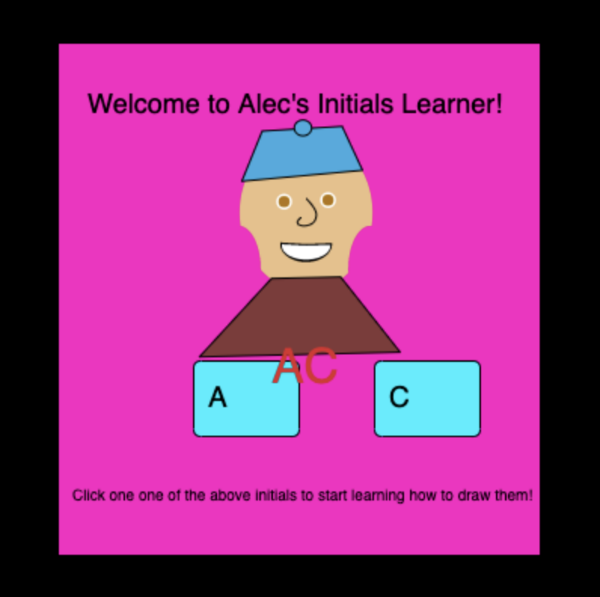 Welcome to Alec's Initials Learner!
AC
A
C
Click one one of the above initials to start learning how to draw them!